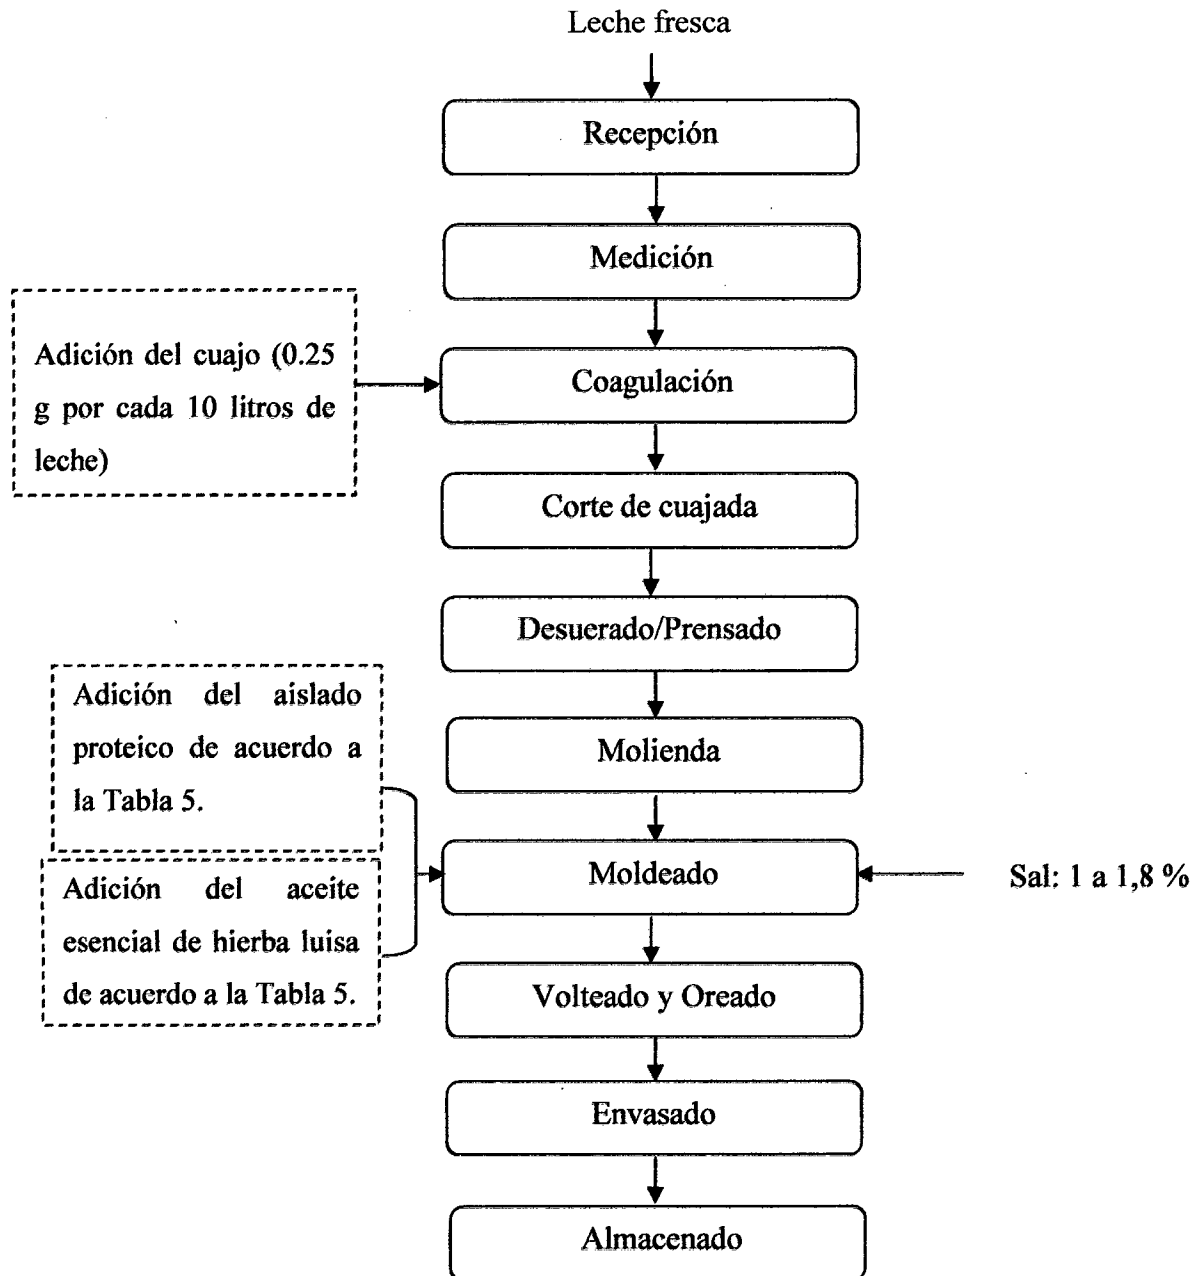 Leche fresca
Recepción
Medición
Adición del cuajo (0.25
g por cada 10 litros de
leche)
Coagulación
Corte de cuajada
Desuerado/Prensado
Molienda
Adición del aislado
proteico de acuerdo a
la Tabla 5.
Adición del aceite
esencial de hierba luisa
de acuerdo a la Tabla 5.
Moldeado
Sal: 1 a 1,8 %
Volteado y Oreado
Envasado
Almacenado